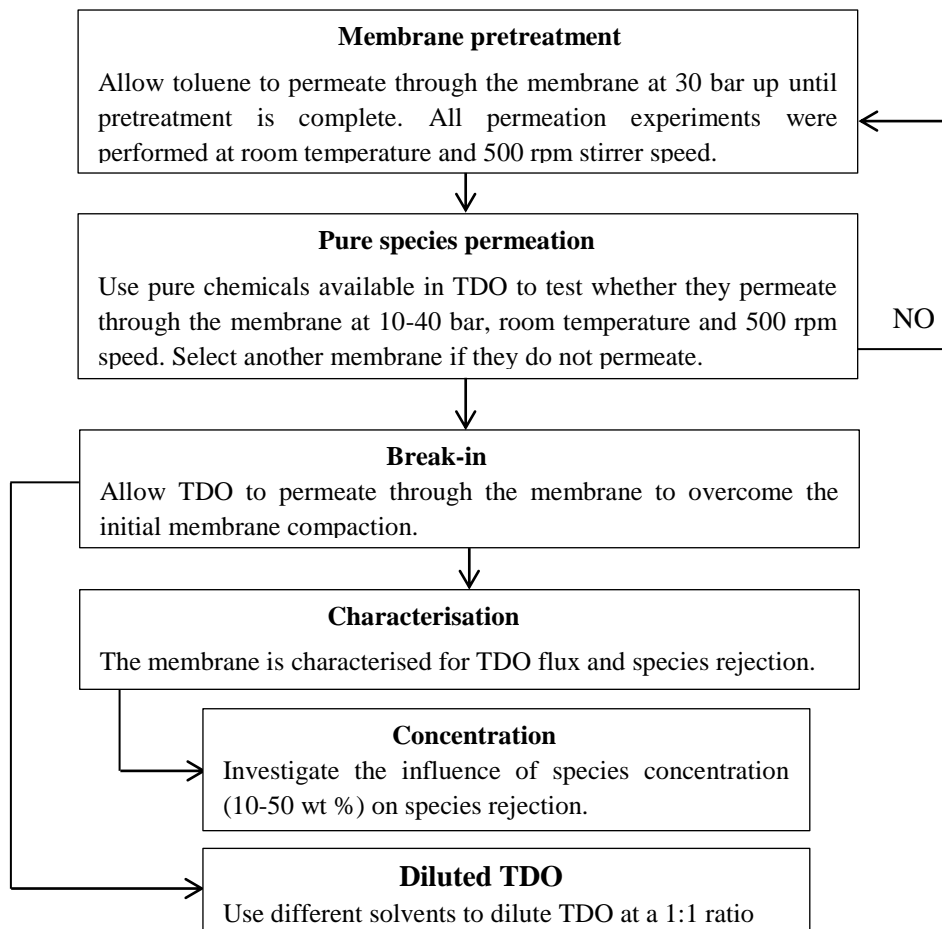 Membrane pretreatment
Allow toluene to permeate through the membrane at 30 bar up until
pretreatment is complete. All permeation experiments were
performed at room temperature and 500 rpm stirrer speed.
Pure species permeation
Use pure chemicals available in TDO to test whether they permeate
through the membrane at 10-40 bar, room temperature and 500 rpm
speed. Select another membrane if they do not permeate.
NO
Break-in
Allow TDO to permeate through the membrane to overcome the
initial membrane compaction.
Characterisation
The membrane is characterised for TDO flux and species rejection.
Concentration
Investigate the influence of species concentration
(10-50 wt %) on species rejection.
Diluted TDO
Use different solvents to dilute TDO at a 1:1 ratio